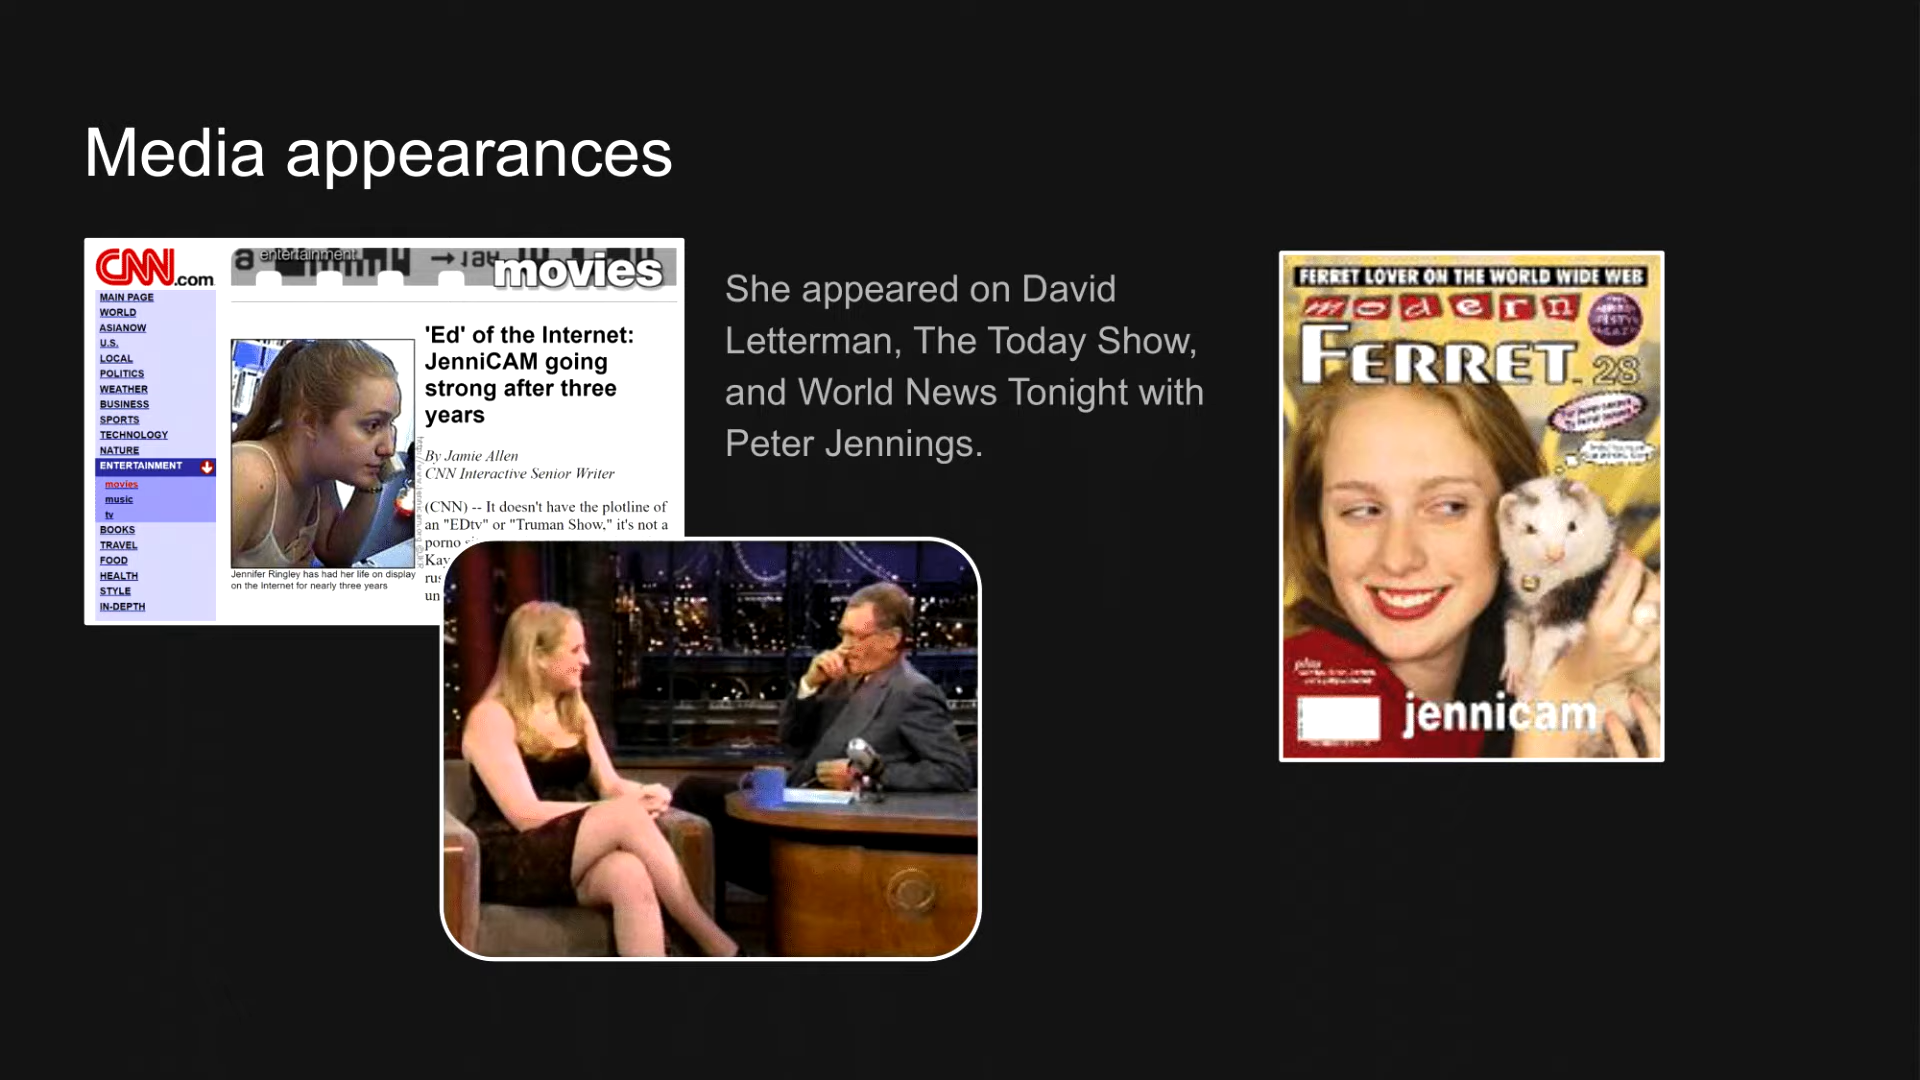 Media appearances
CNN.com
entertainment
movies
MAIN PAGE
WORLD
ASIANOW
U.S.
LOCAL
POLITICS
WEATHER
BUSINESS
SPORTS
TECHNOLOGY
NATURE
ENTERTAINMENT
movies
music
tv
BOOKS
TRAVEL
FOOD
HEALTH
STYLE
IN-DEPTH
'Ed' of the Internet:
JenniCAM going
strong after three
years
By Jamie Allen
CNN Interactive Senior Writer
(CNN) -- It doesn't have the plotline of
an "EDtv" or "Truman Show," it's not a
porno
Kay
un
Jennifer Ringley has had her life on display
on the Internet for nearly three years
She appeared on David
Letterman, The Today Show,
and World News Tonight with
Peter Jennings.
FERRET LOVER ON THE WORLD WIDE WEB
modern
FERRET
28
plus
jennicam